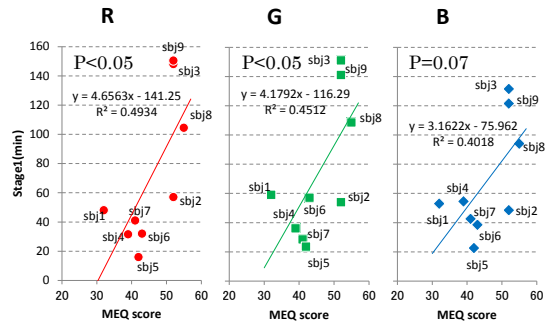 R
G
B
Stage1(min)
160
140
120
100
80
60
40
20
0
P<0.05
y = 4.6563x - 141.25
R² = 0.4934
sbj9
sbj3
sbj8
sbj2
sbj1
sbj7
sbj4
sbj6
sbj5
20 30 40 50 60
MEQ score
P<0.05
y = 4.1792x - 116.29
R² = 0.4512
sbj3
sbj9
sbj8
sbj1
sbj2
sbj6
sbj4
sbj7
sbj5
20 30 40 50 60
MEQ score
P=0.07
y = 3.1622x - 75.962
R² = 0.4018
sbj3
sbj9
sbj8
sbj4
sbj2
sbj1
sbj7
sbj6
sbj5
20 30 40 50 60
MEQ score